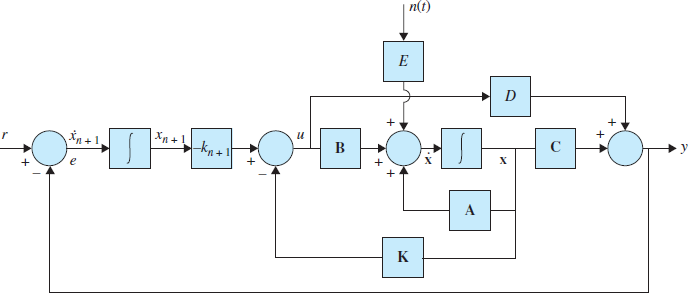 n(t)
E
D
+
+
r
ẋn + 1
xn + 1
−kn + 1
u
B
+
ẋ
∫
x
C
+
y
+
e
∫
+
+
+
−
−
A
K